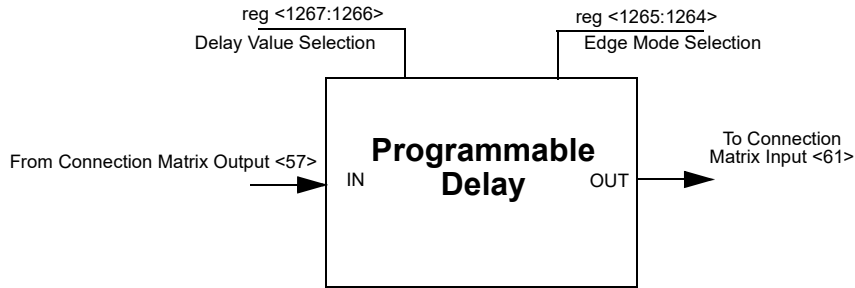 reg <1267:1266>
Delay Value Selection
reg <1265:1264>
Edge Mode Selection
From Connection Matrix Output <57>
IN
Programmable
Delay
OUT
To Connection
Matrix Input <61>